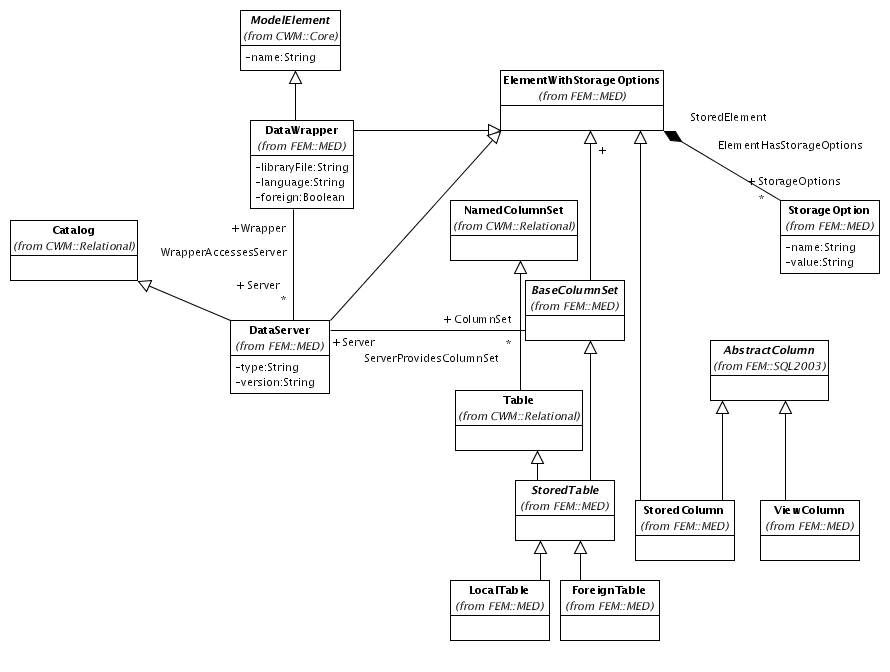 ModelElement
(from CWM::Core)
-name:String
ElementWithStorageOptions
(from FEM::MED)
StoredElement
ElementHasStorageOptions
+ StorageOptions
*
DataWrapper
(from FEM::MED)
-libraryFile:String
-language:String
-foreign:Boolean
+
NamedColumnSet
(from CWM::Relational)
StorageOption
(from FEM::MED)
-name:String
-value:String
Catalog
(from CWM::Relational)
+Wrapper
WrapperAccessesServer
+ Server
*
BaseColumnSet
(from FEM::MED)
DataServer
(from FEM::MED)
-type:String
-version:String
+ ColumnSet
+Server
*
ServerProvidesColumnSet
AbstractColumn
(from FEM::SQL2003)
Table
(from CWM::Relational)
StoredTable
(from FEM::MED)
StoredColumn
(from FEM::MED)
ViewColumn
(from FEM::MED)
LocalTable
(from FEM::MED)
ForeignTable
(from FEM::MED)